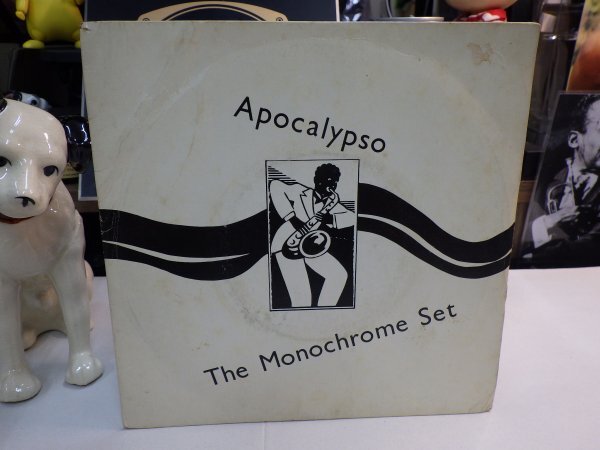 Apocalypso
The Monochrome Set